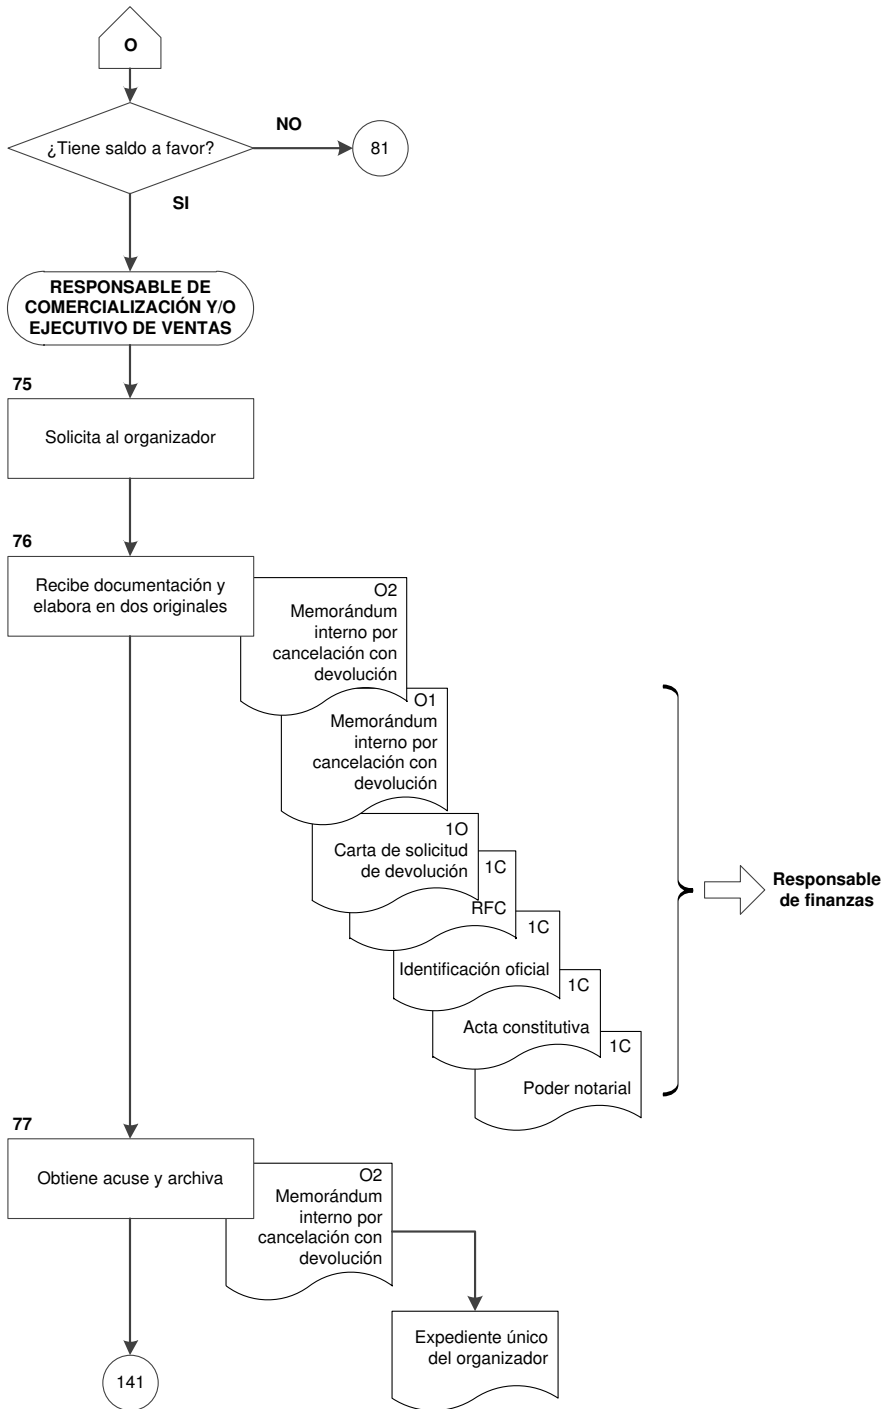 O
¿Tiene saldo a favor?
NO
81
SI
RESPONSABLE DE
COMERCIALIZACIÓN Y/O
EJECUTIVO DE VENTAS
75
Solicita al organizador
76
Recibe documentación y
elabora en dos originales
O2
Memorándum
interno por
cancelación con
devolución
O1
Memorándum
interno por
cancelación con
devolución
1O
Carta de solicitud
de devolución
1C
RFC
1C
Identificación oficial
1C
Acta constitutiva
1C
Poder notarial
Responsable
de finanzas
77
Obtiene acuse y archiva
O2
Memorándum
interno por
cancelación con
devolución
Expediente único
del organizador
141